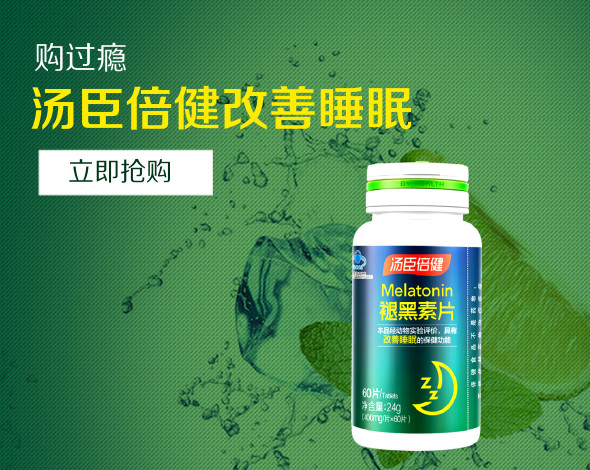 购过瘾
汤臣倍健改善睡眠
立即抢购
汤臣倍健
Melatonin
褪黑素片
本品经动物实验评价，具有
改善睡眠的保健功能
60片/Tablets
净含量:24g
(400mg/片×60片)